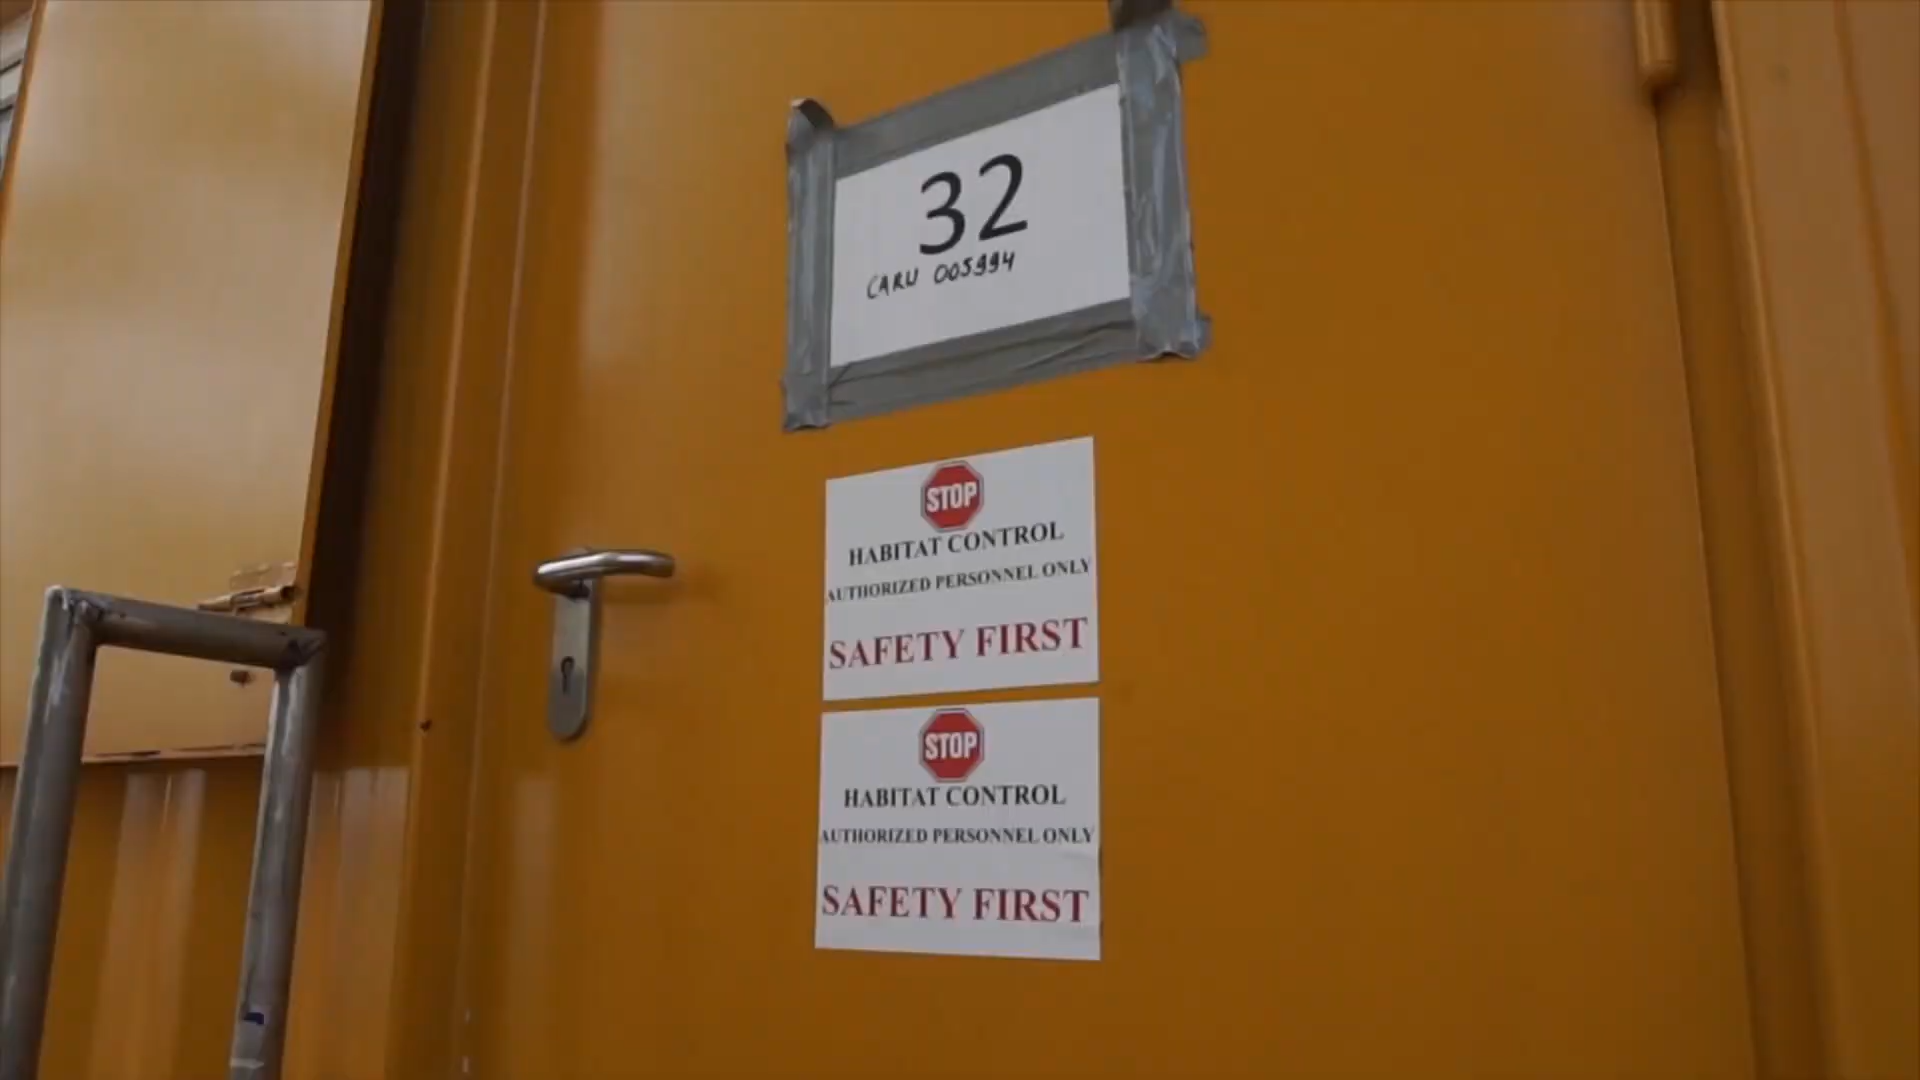 32
CARU 005994
STOP
HABITAT CONTROL
AUTHORIZED PERSONNEL ONLY
SAFETY FIRST
STOP
HABITAT CONTROL
AUTHORIZED PERSONNEL ONLY
SAFETY FIRST